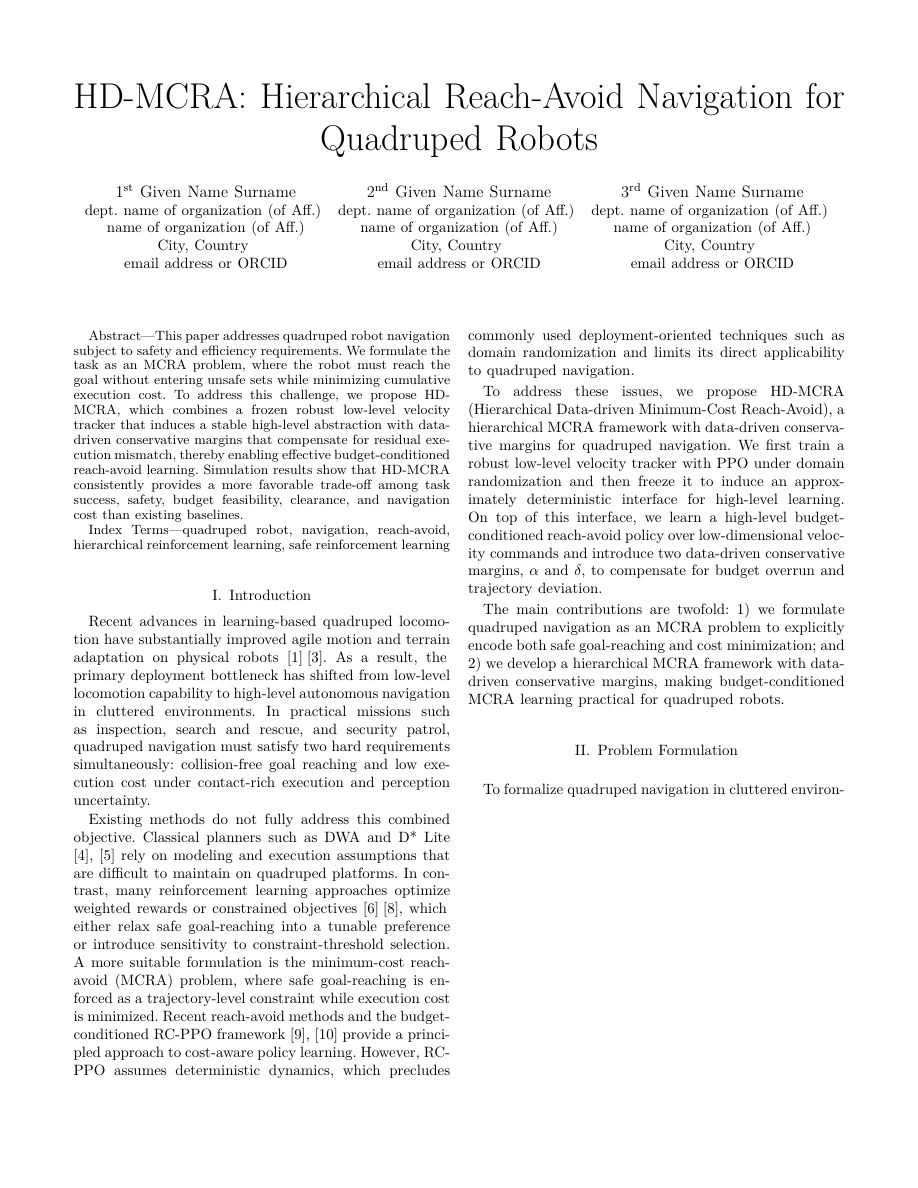 HD-MCRA: Hierarchical Reach-Avoid Navigation for
Quadruped Robots
1st Given Name Surname
dept. name of organization (of Aff.)
name of organization (of Aff.)
City, Country
email address or ORCID
2nd Given Name Surname
dept. name of organization (of Aff.)
name of organization (of Aff.)
City, Country
email address or ORCID
3rd Given Name Surname
dept. name of organization (of Aff.)
name of organization (of Aff.)
City, Country
email address or ORCID
Abstract—This paper addresses quadruped robot navigation
subject to safety and efficiency requirements. We formulate the
task as an MCRA problem, where the robot must reach the
goal without entering unsafe sets while minimizing cumulative
execution cost. To address this challenge, we propose HD-
MCRA, which combines a frozen robust low-level velocity
tracker that induces a stable high-level abstraction with data-
driven conservative margins that compensate for residual exe-
cution mismatch, thereby enabling effective budget-conditioned
reach-avoid learning. Simulation results show that HD-MCRA
consistently provides a more favorable trade-off among task
success, safety, budget feasibility, clearance, and navigation
cost than existing baselines.
Index Terms—quadruped robot, navigation, reach-avoid,
hierarchical reinforcement learning, safe reinforcement learning
I. Introduction
Recent advances in learning-based quadruped locomo-
tion have substantially improved agile motion and terrain
adaptation on physical robots [1] [3]. As a result, the
primary deployment bottleneck has shifted from low-level
locomotion capability to high-level autonomous navigation
in cluttered environments. In practical missions such
as inspection, search and rescue, and security patrol,
quadruped navigation must satisfy two hard requirements
simultaneously: collision-free goal reaching and low exe-
cution cost under contact-rich execution and perception
uncertainty.
Existing methods do not fully address this combined
objective. Classical planners such as DWA and D* Lite
[4], [5] rely on modeling and execution assumptions that
are difficult to maintain on quadruped platforms. In con-
trast, many reinforcement learning approaches optimize
weighted rewards or constrained objectives [6] [8], which
either relax safe goal-reaching into a tunable preference
or introduce sensitivity to constraint-threshold selection.
A more suitable formulation is the minimum-cost reach-
avoid (MCRA) problem, where safe goal-reaching is en-
forced as a trajectory-level constraint while execution cost
is minimized. Recent reach-avoid methods and the budget-
conditioned RC-PPO framework [9], [10] provide a princi-
pled approach to cost-aware policy learning. However, RC-
PPO assumes deterministic dynamics, which precludes
commonly used deployment-oriented techniques such as
domain randomization and limits its direct applicability
to quadruped navigation.
To address these issues, we propose HD-MCRA
(Hierarchical Data-driven Minimum-Cost Reach-Avoid), a
hierarchical MCRA framework with data-driven conserva-
tive margins for quadruped navigation. We first train a
robust low-level velocity tracker with PPO under domain
randomization and then freeze it to induce an approx-
imately deterministic interface for high-level learning.
On top of this interface, we learn a high-level budget-
conditioned reach-avoid policy over low-dimensional veloc-
ity commands and introduce two data-driven conservative
margins, α and δ, to compensate for budget overrun and
trajectory deviation.
The main contributions are twofold: 1) we formulate
quadruped navigation as an MCRA problem to explicitly
encode both safe goal-reaching and cost minimization; and
2) we develop a hierarchical MCRA framework with data-
driven conservative margins, making budget-conditioned
MCRA learning practical for quadruped robots.
II. Problem Formulation
To formalize quadruped navigation in cluttered environ-